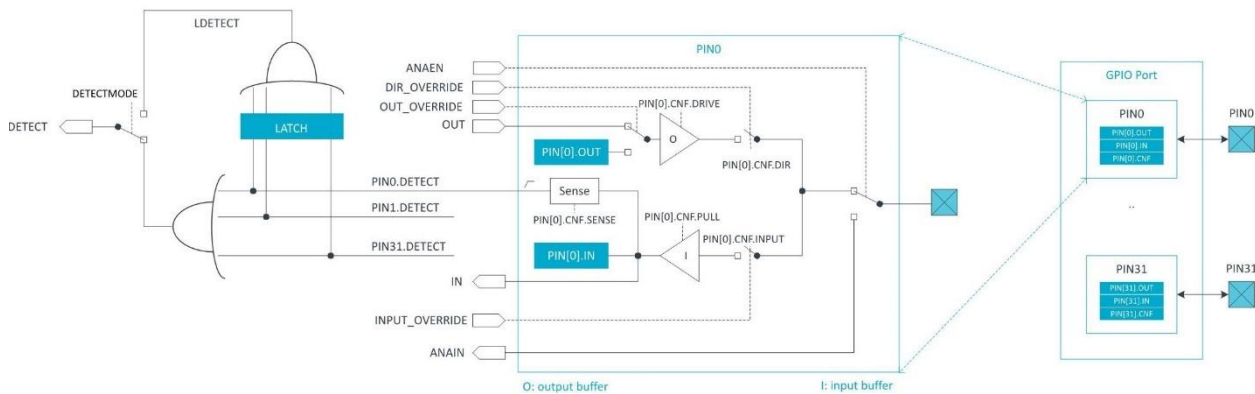 LDETECT
PIN0
ANAEN
DIR_OVERRIDE
GPIO Port
DETECTMODE
OUT_OVERRIDE
PIN[0].CNF.DRIVE
PIN0
PIN0
OUT
DETECT
LATCH
O
PIN[0].OUT
PIN[0].OUT
PIN[0].IN
PIN[0].CNF
PIN[0].CNF.DIR
PIN0.DETECT
Sense
..
PIN1.DETECT
PIN[0].CNF.SENSE
PIN[0].CNF.PULL
PIN[0].CNF.INPUT
PIN31.DETECT
PIN[0].IN
I
PIN31
PIN31
IN
PIN[31].OUT
PIN[31].IN
PIN[31].CNF
INPUT_OVERRIDE
ANAIN
O: output buffer
I: input buffer